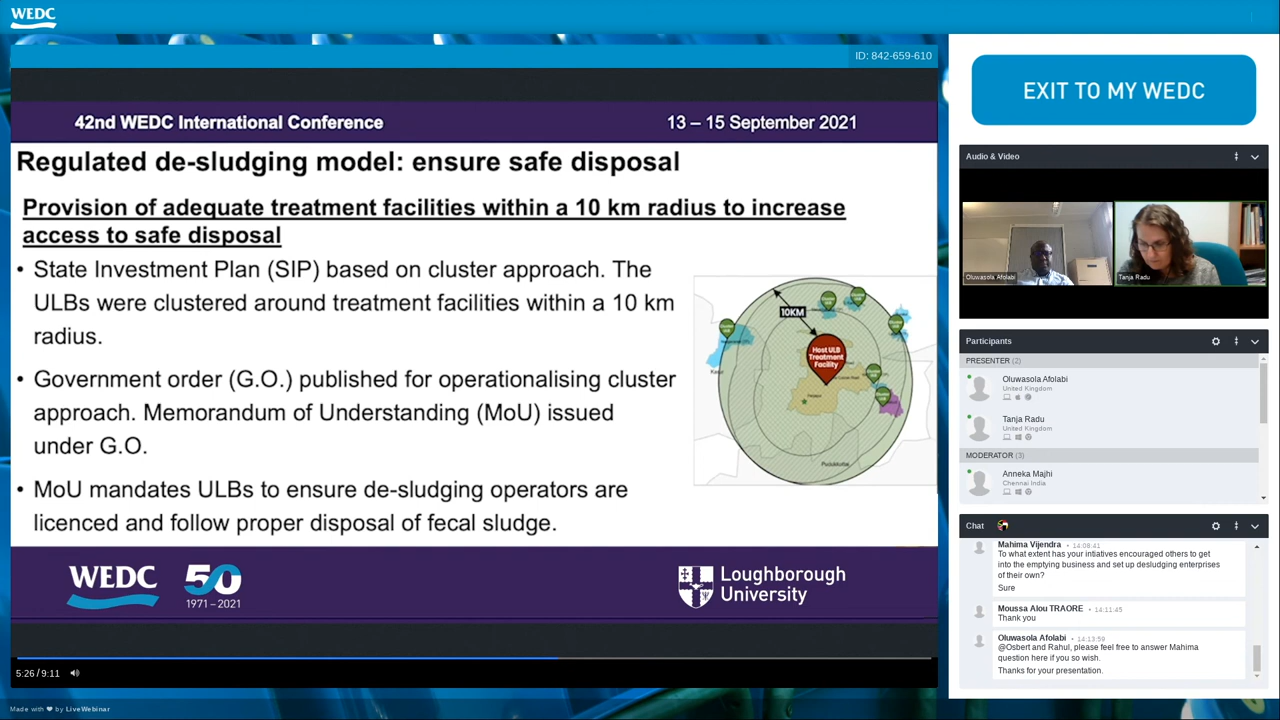 WEDC
ID: 842-659-610
EXIT TO MY WEDC
42nd WEDC International Conference
13 – 15 September 2021
Regulated de-sludging model: ensure safe disposal
Provision of adequate treatment facilities within a 10 km radius to increase
access to safe disposal
• State Investment Plan (SIP) based on cluster approach. The
ULBs were clustered around treatment facilities within a 10 km
radius.
• Government order (G.O.) published for operationalising cluster
approach. Memorandum of Understanding (MoU) issued
under G.O.
• MoU mandates ULBs to ensure de-sludging operators are
licenced and follow proper disposal of fecal sludge.
10KM
Host ULB
Treatment
Facility
Pudukkottai
WEDC
50
1971 – 2021
Loughborough
University
5:26 / 9:11
Made with ❤ by LiveWebinar
Audio & Video
Oluwasola Afolabi
Tanja Radu
Participants
PRESENTER (2)
Oluwasola Afolabi
United Kingdom
Tanja Radu
United Kingdom
MODERATOR (3)
Anneka Majhi
Chennai India
Chat
Mahima Vijendra • 14:08:41
To what extent has your intiatives encouraged others to get
into the emptying business and set up desludging enterprises
of their own?
Sure
Moussa Alou TRAORE • 14:11:45
Thank you
Oluwasola Afolabi • 14:13:59
@Osbert and Rahul, please feel free to answer Mahima
question here if you so wish.
Thanks for your presentation.